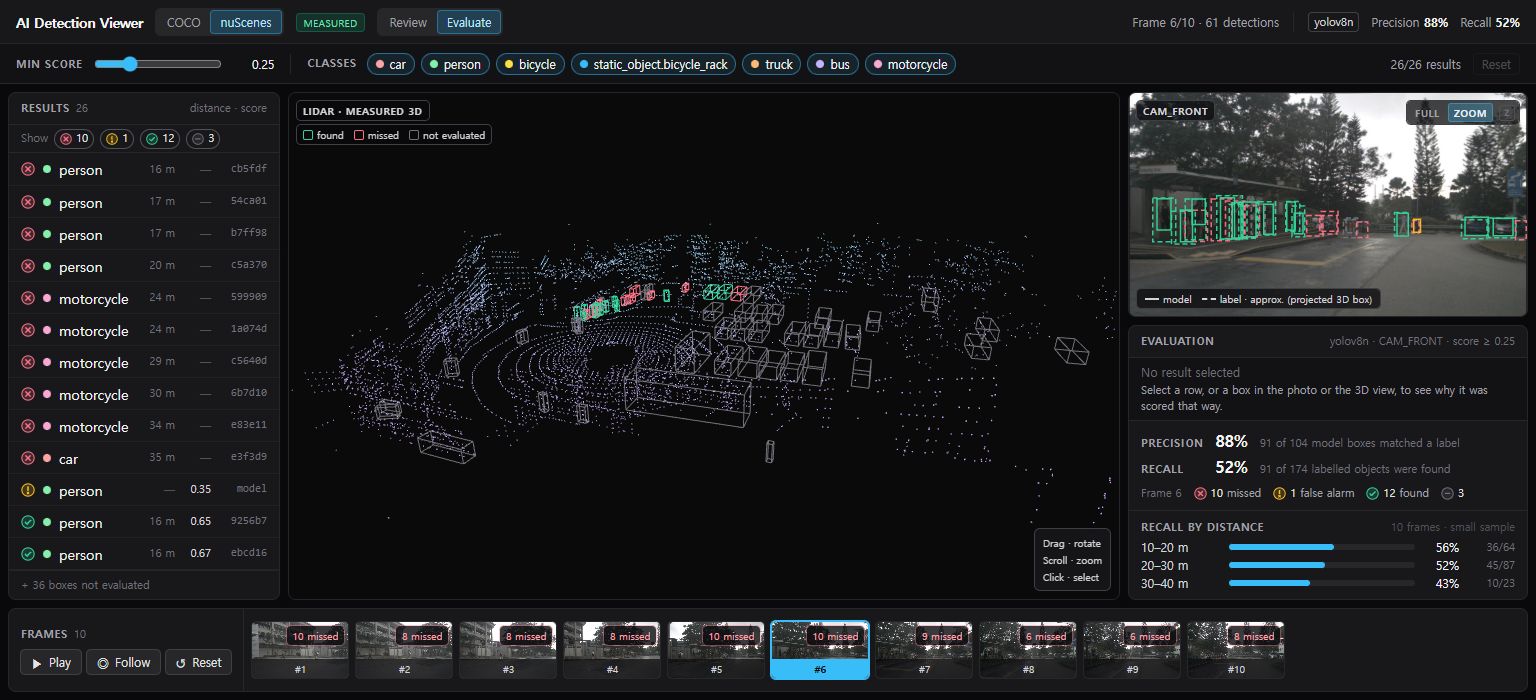 AI Detection Viewer COCO nuScenes MEASURED Review Evaluate Frame 6/10 · 61 detections yolov8n Precision 88% Recall 52%
MIN SCORE 0.25 CLASSES car person bicycle static_object.bicycle_rack truck bus motorcycle 26/26 results Reset
RESULTS 26 distance · score
Show 10 1 12 3
person 16 m — cb5fdf
person 17 m — 54ca01
person 17 m — b7ff98
person 20 m — c5a370
motorcycle 24 m — 599909
motorcycle 24 m — 1a074d
motorcycle 29 m — c5640d
motorcycle 30 m — 6b7d10
motorcycle 34 m — e83e11
car 35 m — e3f3d9
person — 0.35 model
person 16 m 0.65 9256b7
person 16 m 0.67 ebcd16
+ 36 boxes not evaluated
LIDAR · MEASURED 3D
found missed not evaluated
Drag · rotate
Scroll · zoom
Click · select
CAM_FRONT FULL ZOOM Z
model label · approx. (projected 3D box)
EVALUATION yolov8n · CAM_FRONT · score ≥ 0.25
No result selected
Select a row, or a box in the photo or the 3D view, to see why it was
scored that way.
PRECISION 88% 91 of 104 model boxes matched a label
RECALL 52% 91 of 174 labelled objects were found
Frame 6 10 missed 1 false alarm 12 found 3
RECALL BY DISTANCE 10 frames · small sample
10–20 m 56% 36/64
20–30 m 52% 45/87
30–40 m 43% 10/23
FRAMES 10
Play Follow Reset
10 missed 8 missed 8 missed 8 missed 10 missed 10 missed 9 missed 6 missed 6 missed 8 missed
#1 #2 #3 #4 #5 #6 #7 #8 #9 #10